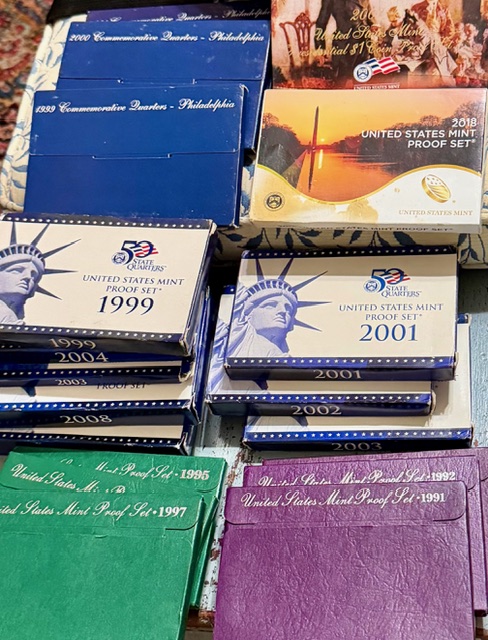 2000 Commemorative Quarters - Philadelphia
1999 Commemorative Quarters - Philadelphia
United States Mint
Presidential $1 Coin Proof Set
UNITED STATES MINT
2018
UNITED STATES MINT
PROOF SET
UNITED STATES MINT
50
STATE
QUARTERS
UNITED STATES MINT
PROOF SET
1999
1999
2004
2003
PROOF SET
2008
50
STATE
QUARTERS
UNITED STATES MINT
PROOF SET
2001
2001
2002
2003
Mint Proof Set • 1995
United States
United States Mint Proof Set • 1997
United States Mint • 1992
United States Mint Proof Set • 1991